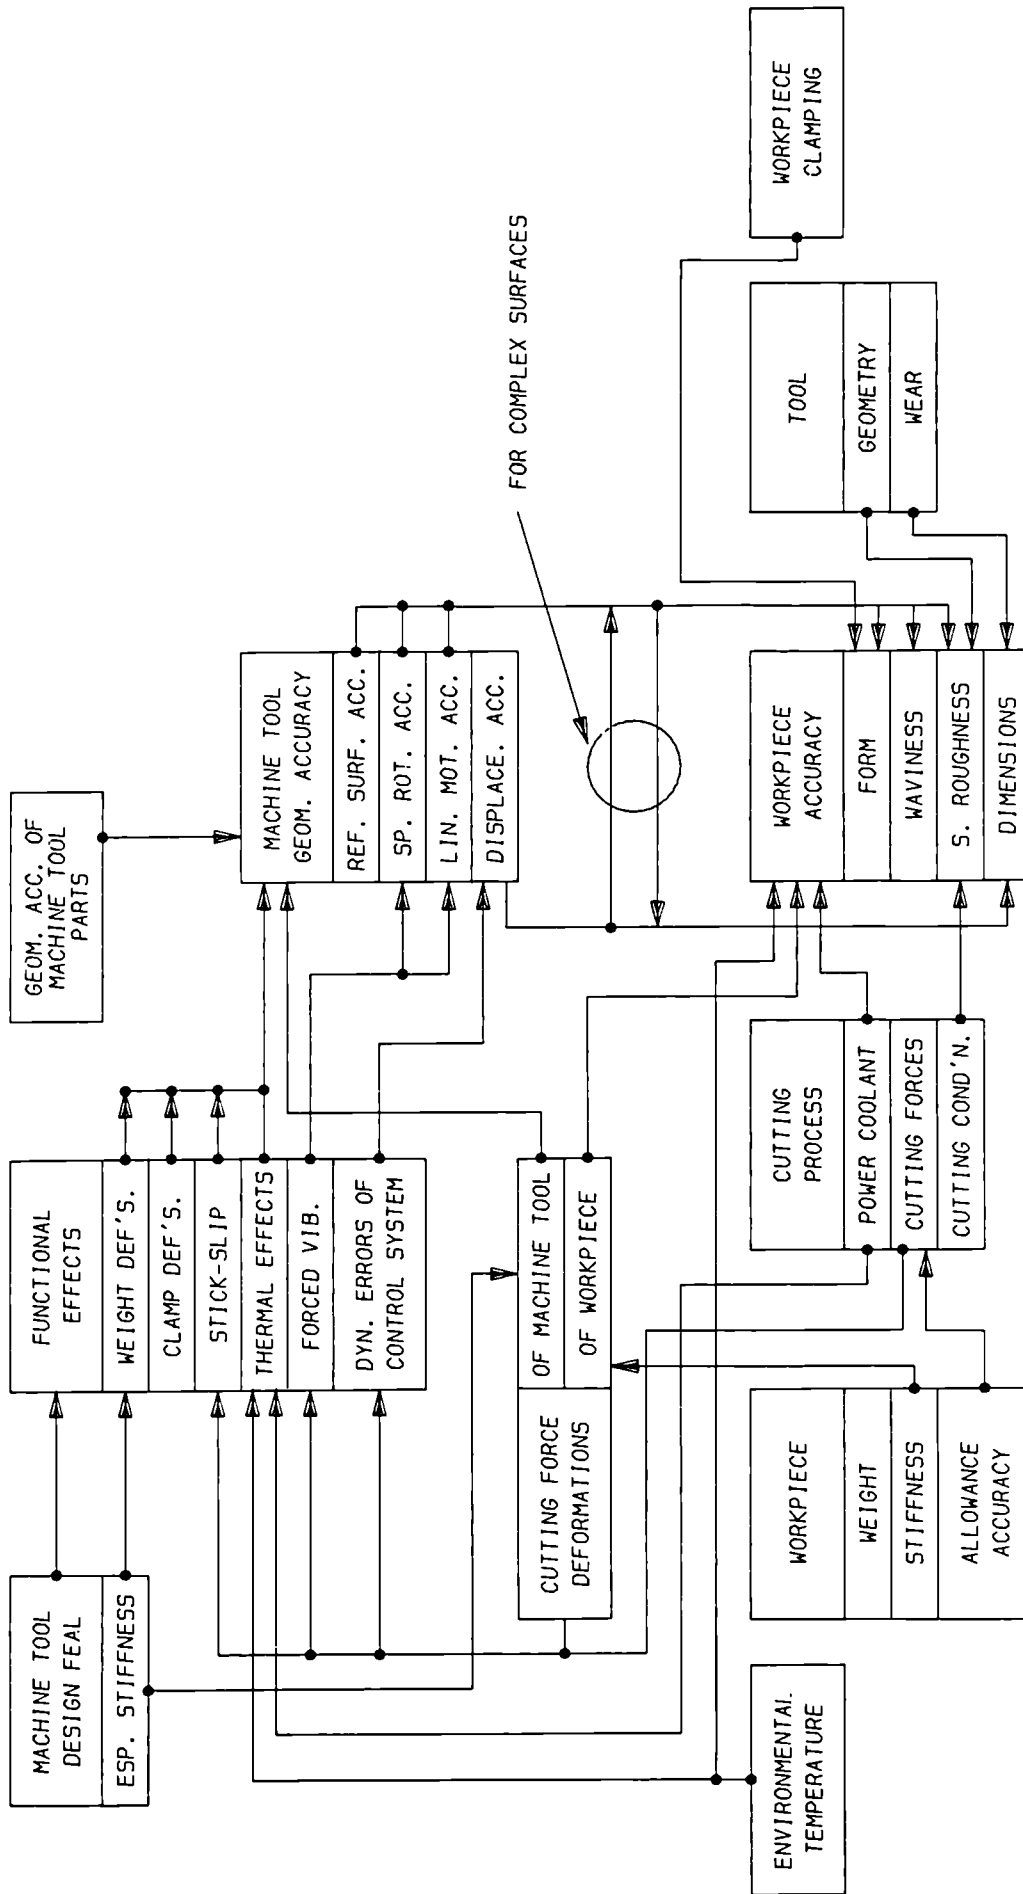 MACHINE TOOL
DESIGN FEAL
ESP. STIFFNESS
FUNCTIONAL
EFFECTS
WEIGHT DEF'S.
CLAMP DEF'S.
STICK-SLIP
THERMAL EFFECTS
FORCED VIB.
DYN. ERRORS OF
CONTROL SYSTEM
GEOM. ACC. OF
MACHINE TOOL
PARTS
MACHINE TOOL
GEOM. ACCURACY
REF. SURF. ACC.
SP. ROT. ACC.
LIN. MOT. ACC.
DISPLACE. ACC.
FOR COMPLEX SURFACES
CUTTING FORCE
DEFORMATIONS
OF MACHINE TOOL
OF WORKPIECE
ENVIRONMENTAL
TEMPERATURE
WORKPIECE
WEIGHT
STIFFNESS
ALLOWANCE
ACCURACY
CUTTING
PROCESS
POWER COOLANT
CUTTING FORCES
CUTTING COND'N.
WORKPIECE
ACCURACY
FORM
WAVINESS
S. ROUGHNESS
DIMENSIONS
TOOL
GEOMETRY
WEAR
WORKPIECE
CLAMPING